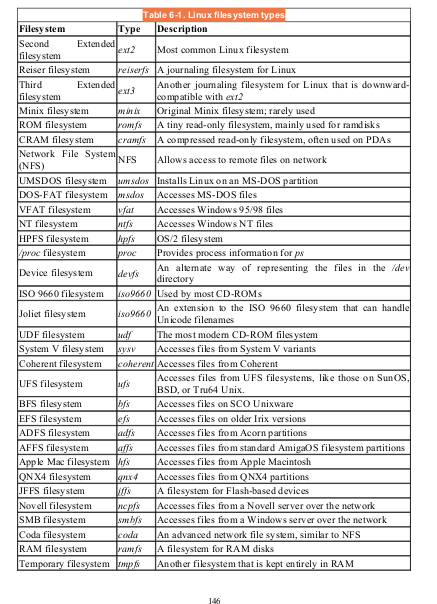 Table 6-1. Linux filesystem types
Filesystem Type Description
Second Extended filesystem ext2 Most common Linux filesystem
Reiser filesystem reiserfs A journaling filesystem for Linux
Third Extended filesystem ext3 Another journaling filesystem for Linux that is downward-compatible with ext2
Minix filesystem minix Original Minix filesystem; rarely used
ROM filesystem romfs A tiny read-only filesystem, mainly used for ramdisks
CRAM filesystem cramfs A compressed read-only filesystem, often used on PDAs
Network File System (NFS) NFS Allows access to remote files on network
UMSDOS filesystem umsdos Installs Linux on an MS-DOS partition
DOS-FAT filesystem msdos Accesses MS-DOS files
VFAT filesystem vfat Accesses Windows 95/98 files
NT filesystem ntfs Accesses Windows NT files
HPFS filesystem hpfs OS/2 filesystem
/proc filesystem proc Provides process information for ps
Device filesystem devfs An alternate way of representing the files in the /dev directory
ISO 9660 filesystem iso9660 Used by most CD-ROMs
Joliet filesystem iso9660 An extension to the ISO 9660 filesystem that can handle Unicode filenames
UDF filesystem udf The most modern CD-ROM filesystem
System V filesystem sysv Accesses files from System V variants
Coherent filesystem coherent Accesses files from Coherent
UFS filesystem ufs Accesses files from UFS filesystems, like those on SunOS, BSD, or Tru64 Unix.
BFS filesystem bfs Accesses files on SCO Unixware
EFS filesystem efs Accesses files on older Irix versions
ADFS filesystem adfs Accesses files from Acorn partitions
AFFS filesystem affs Accesses files from standard AmigaOS filesystem partitions
Apple Mac filesystem hfs Accesses files from Apple Macintosh
QNX4 filesystem qnx4 Accesses files from QNX4 partitions
JFFS filesystem jffs A filesystem for Flash-based devices
Novell filesystem ncpfs Accesses files from a Novell server over the network
SMB filesystem smbfs Accesses files from a Windows server over the network
Coda filesystem coda An advanced network file system, similar to NFS
RAM filesystem ramfs A filesystem for RAM disks
Temporary filesystem tmpfs Another filesystem that is kept entirely in RAM
146